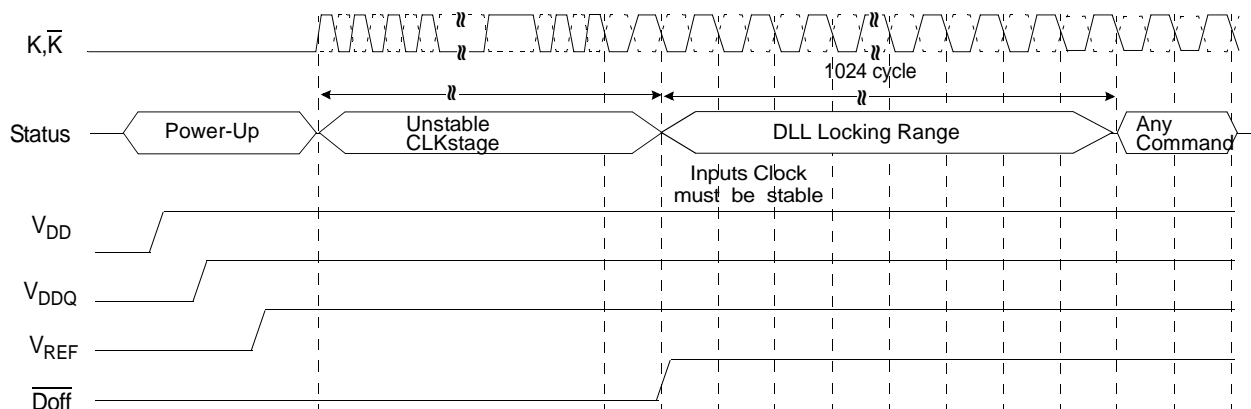 K,K̅
1024 cycle
Status
Power-Up
Unstable
CLKstage
DLL Locking Range
Any
Command
Inputs Clock
must be stable
VDD
VDDQ
VREF
D̅o̅f̅f̅